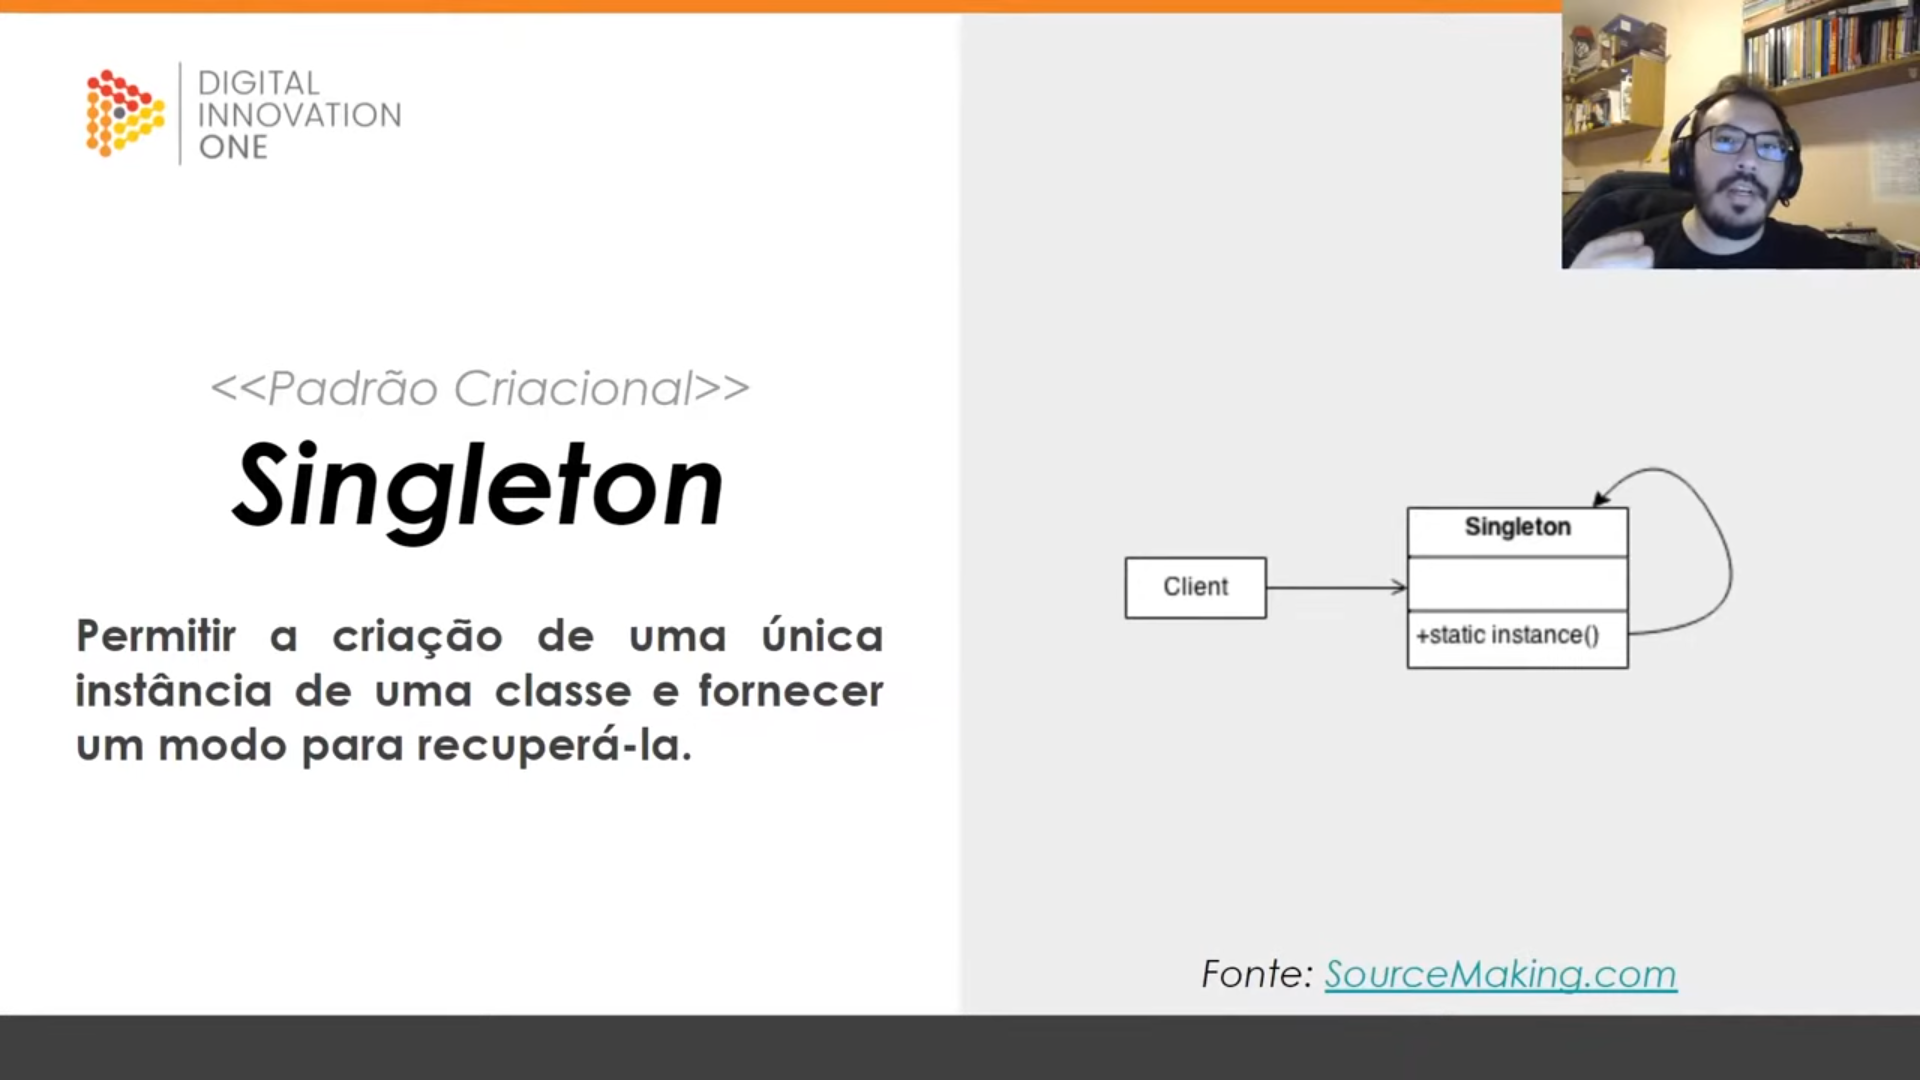 DIGITAL
INNOVATION
ONE
<<Padrão Criacional>>
Singleton
Permitir a criação de uma única
instância de uma classe e fornecer
um modo para recuperá-la.
Client
Singleton
+static instance()
Fonte: SourceMaking.com